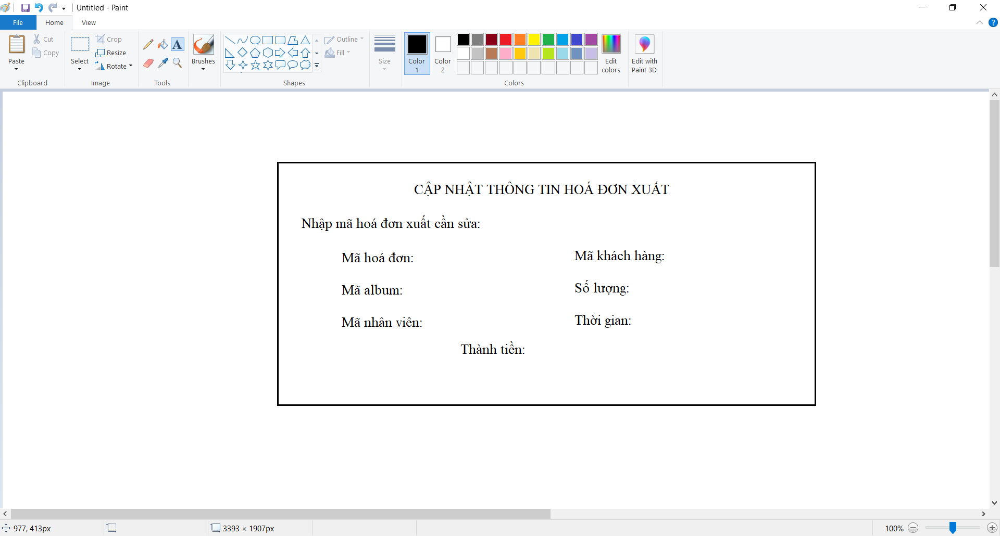 Untitled - Paint
File Home View
Paste
Cut
Copy
Clipboard
Select
Crop
Resize
Rotate
Image
Tools
Brushes
Shapes
Outline
Fill
Size
Color 1
Color 2
Edit colors
Colors
Edit with Paint 3D
CẬP NHẬT THÔNG TIN HOÁ ĐƠN XUẤT
Nhập mã hoá đơn xuất cần sửa:
Mã hoá đơn: Mã khách hàng:
Mã album: Số lượng:
Mã nhân viên: Thời gian:
Thành tiền:
977, 413px 3393 × 1907px 100%